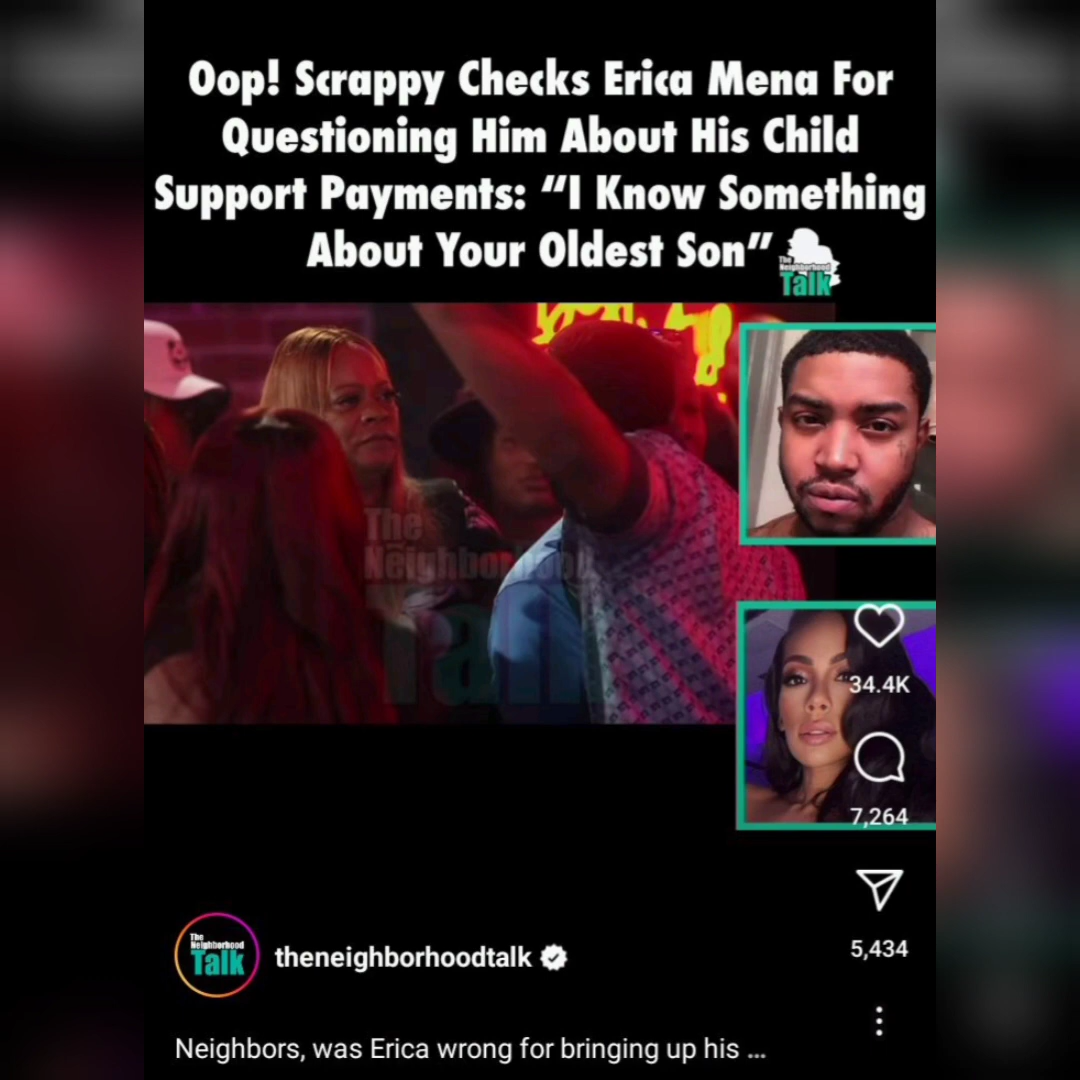 Oop! Scrappy Checks Erica Mena For
Questioning Him About His Child
Support Payments: “I Know Something
About Your Oldest Son”
The
Neighborhood
Talk
The
Neighborhood
Talk
34.4K
7,264
5,434
The
Neighborhood
Talk
theneighborhoodtalk
Neighbors, was Erica wrong for bringing up his ...